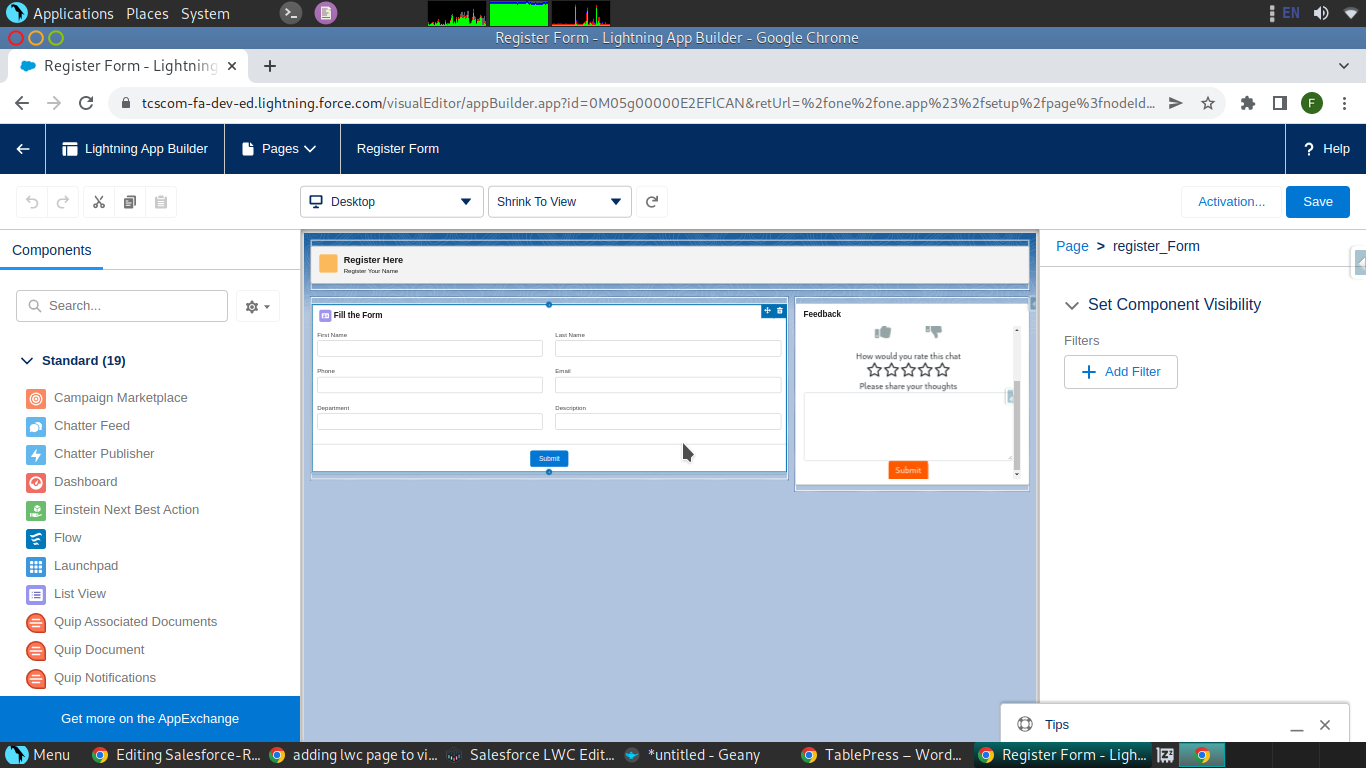 Applications Places System
EN
Register Form - Lightning App Builder - Google Chrome
Register Form - Lightning
tcscom-fa-dev-ed.lightning.force.com/visualEditor/appBuilder.app?id=0M05g00000E2EFlCAN&retUrl=%2fone%2fone.app%23%2fsetup%2fpage%3fnodeId...
F
Lightning App Builder Pages Register Form ? Help
Desktop Shrink To View Activation... Save
Components
Page > register_Form
Search...
Set Component Visibility
Filters
Add Filter
Standard (19)
Campaign Marketplace
Chatter Feed
Chatter Publisher
Dashboard
Einstein Next Best Action
Flow
Launchpad
List View
Quip Associated Documents
Quip Document
Quip Notifications
Get more on the AppExchange
Register Here
Register Your Name
Fill the Form
First Name Last Name
Phone Email
Department Description
Submit
Feedback
How would you rate this chat
Please share your thoughts
Submit
Tips
Menu Editing Salesforce-R... adding lwc page to vi... Salesforce LWC Edit... *untitled - Geany TablePress – Word... Register Form - Ligh...